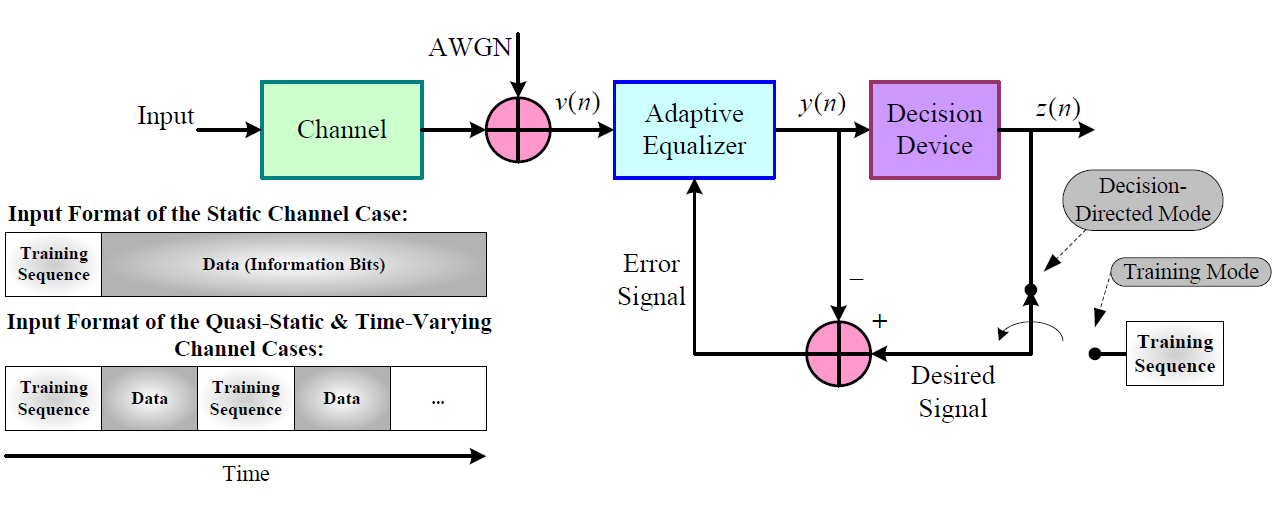 AWGN
Input
Channel
v(n)
Adaptive
Equalizer
y(n)
Decision
Device
z(n)
Decision-
Directed Mode
Training Mode
Training
Sequence
Error
Signal
−
+
Desired
Signal
Input Format of the Static Channel Case:
Training
Sequence
Data (Information Bits)
Input Format of the Quasi-Static & Time-Varying
Channel Cases:
Training
Sequence
Data
Training
Sequence
Data
...
Time